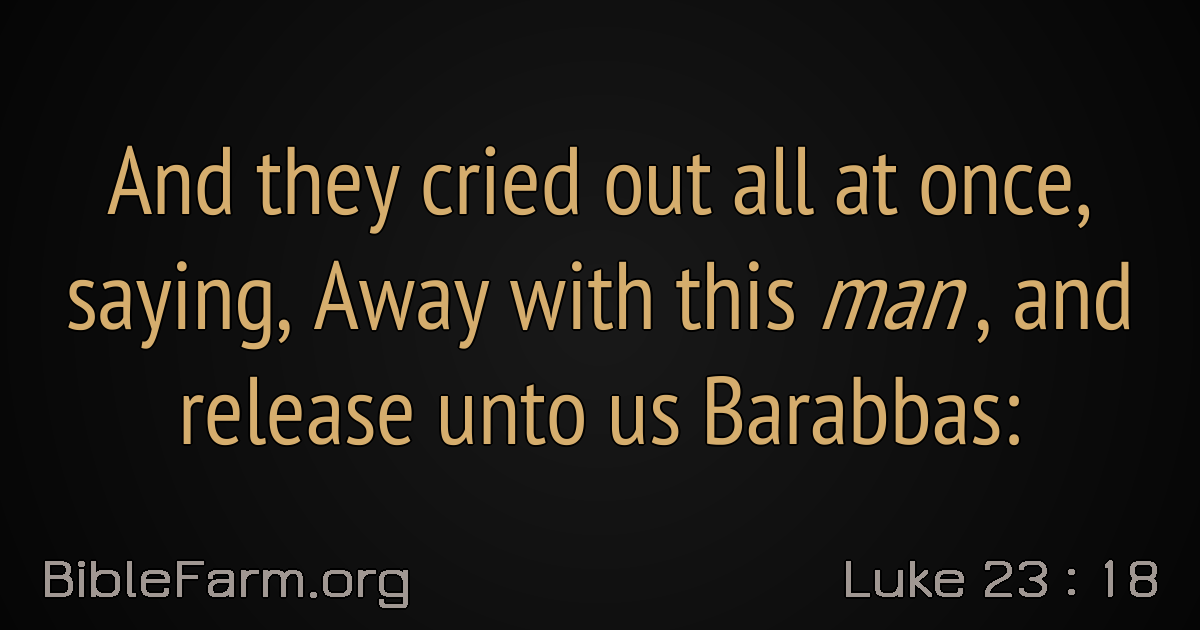 And they cried out all at once,
saying, Away with this man, and
release unto us Barabbas:
BibleFarm.org
Luke 23 : 18